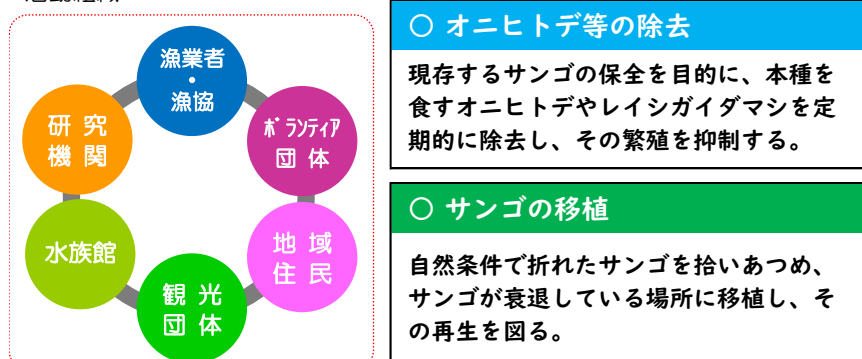 漁業者
・
漁協
ボランティア
団体
地域
住民
観光
団体
水族館
研究
機関
○ オニヒトデ等の除去
現存するサンゴの保全を目的に、本種を
食すオニヒトデやレイシガイダマシを定
期的に除去し、その繁殖を抑制する。
○ サンゴの移植
自然条件で折れたサンゴを拾いあつめ、
サンゴが衰退している場所に移植し、そ
の再生を図る。